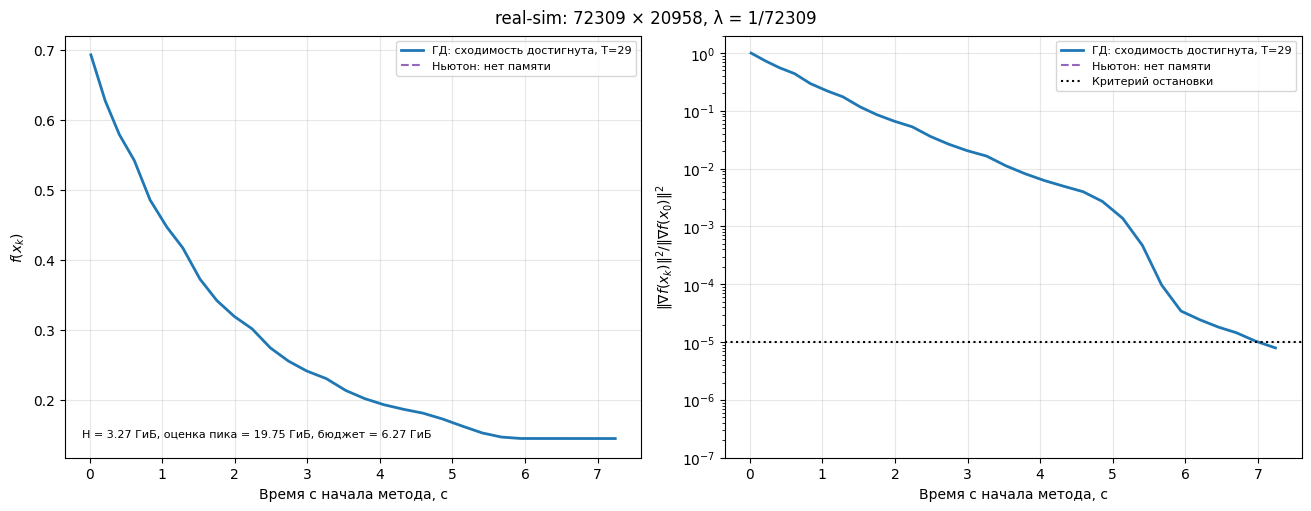 real-sim: 72309 × 20958, λ = 1/72309
0.7
0.6
0.5
0.4
0.3
0.2
f(x_k)
ГД: сходимость достигнута, T=29
Ньютон: нет памяти
H = 3.27 ГиБ, оценка пика = 19.75 ГиБ, бюджет = 6.27 ГиБ
0 1 2 3 4 5 6 7
Время с начала метода, с
10^0
10^-1
10^-2
10^-3
10^-4
10^-5
10^-6
10^-7
‖∇f(x_k)‖²/‖∇f(x_0)‖²
ГД: сходимость достигнута, T=29
Ньютон: нет памяти
Критерий остановки
0 1 2 3 4 5 6 7
Время с начала метода, с